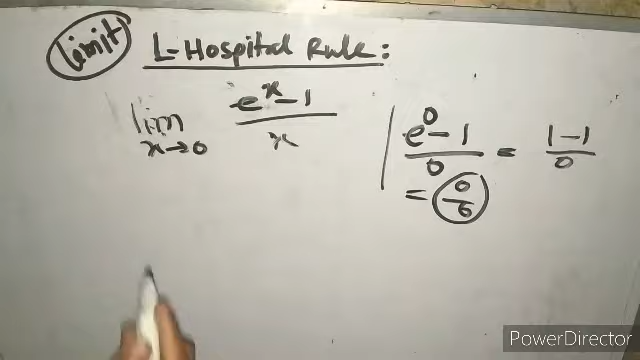 limit L-Hospital Rule:
lim x→0 e^x-1/x
e^0-1/0 = 1-1/0
= 0/0
PowerDirector